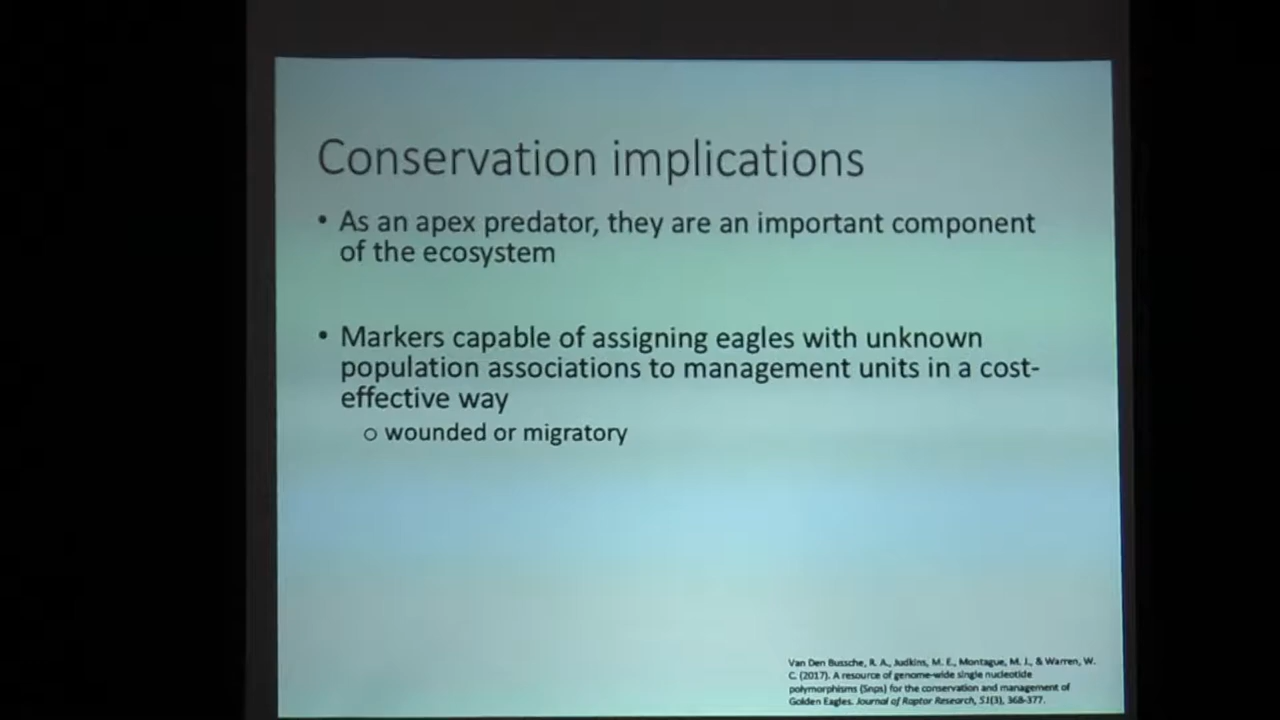 Conservation implications
• As an apex predator, they are an important component
of the ecosystem
• Markers capable of assigning eagles with unknown
population associations to management units in a cost-
effective way
o wounded or migratory
Van Den Bussche, R. A., Judkins, M. E., Montague, M. J., & Warren, W.
C. (2017). A resource of genome-wide single nucleotide
polymorphisms (Snps) for the conservation and management of
Golden Eagles. Journal of Raptor Research, 51(3), 368-377.